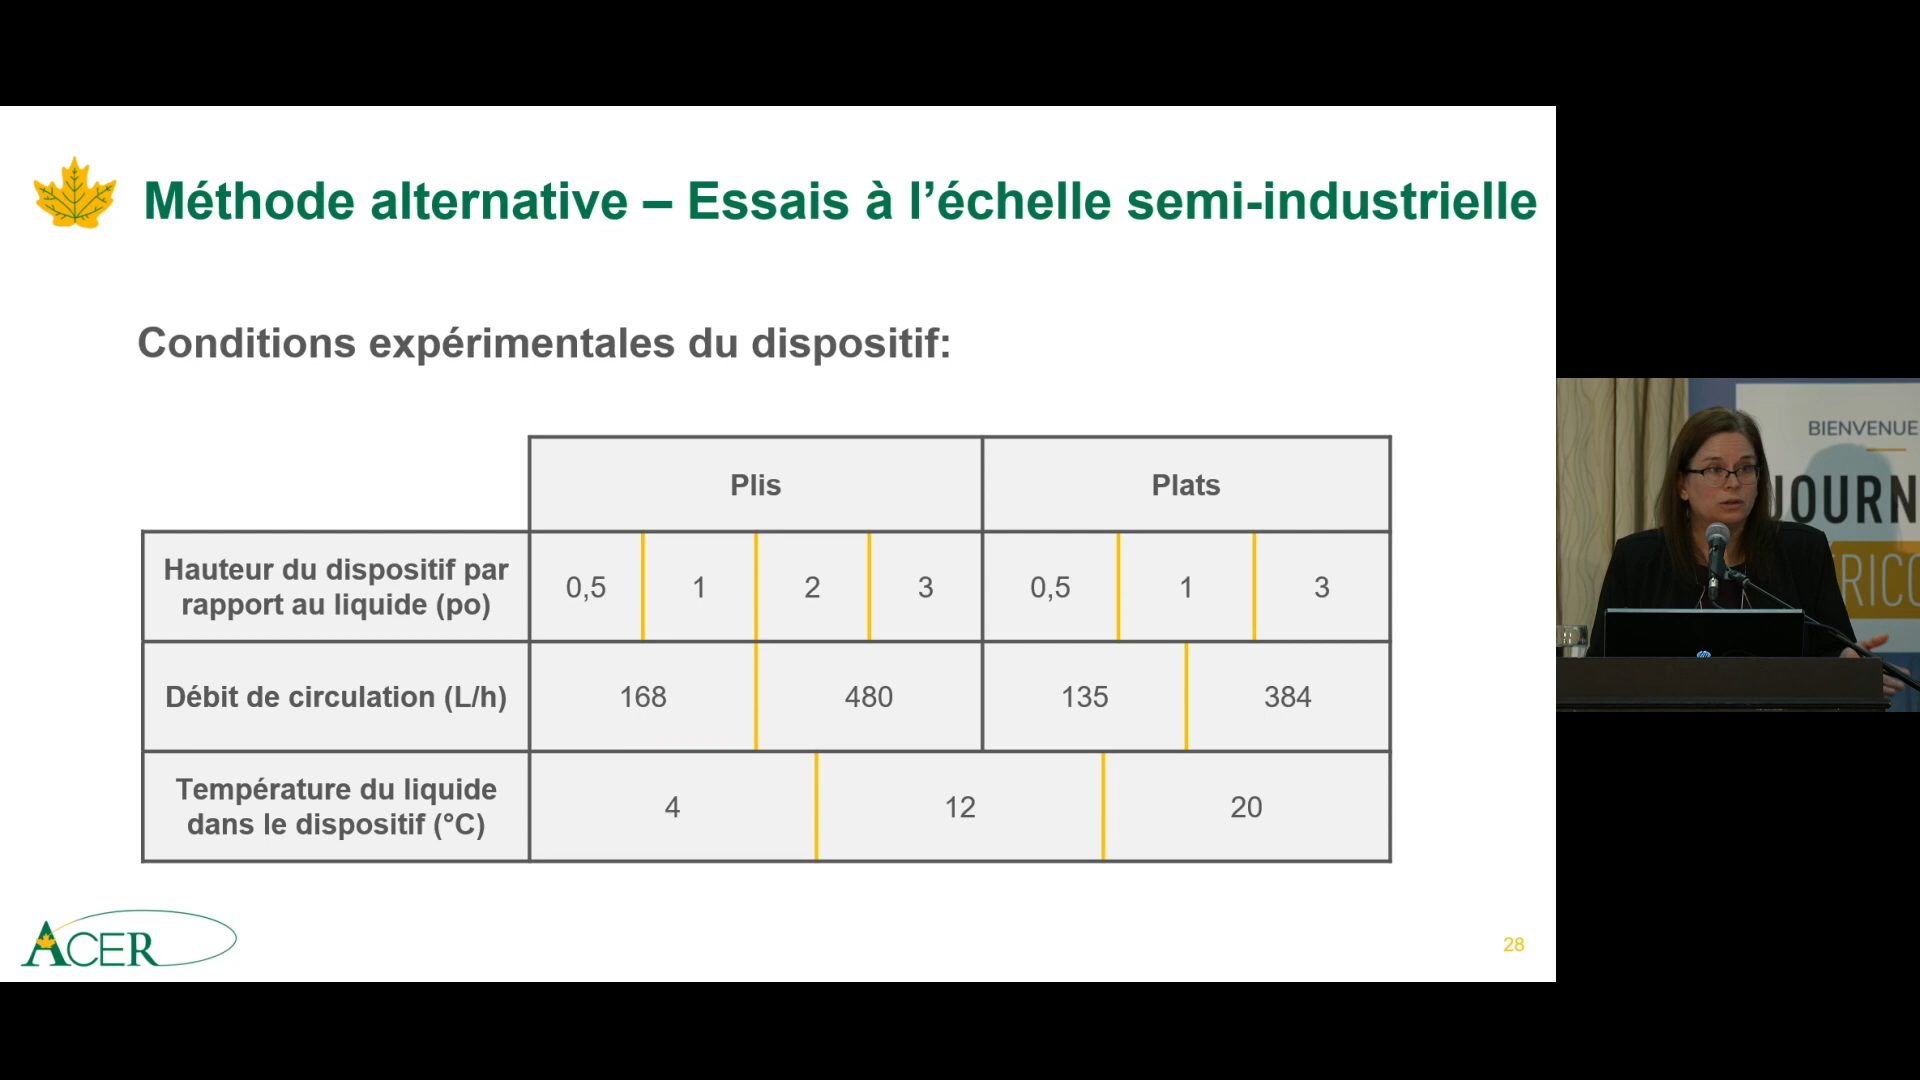 Méthode alternative – Essais à l’échelle semi-industrielle
Conditions expérimentales du dispositif:
Plis Plats
Hauteur du dispositif par
rapport au liquide (po)
0,5 1 2 3 0,5 1 3
Débit de circulation (L/h) 168 480 135 384
Température du liquide
dans le dispositif (°C)
4 12 20
ACER
28
BIENVENUE
JOURN
RICO